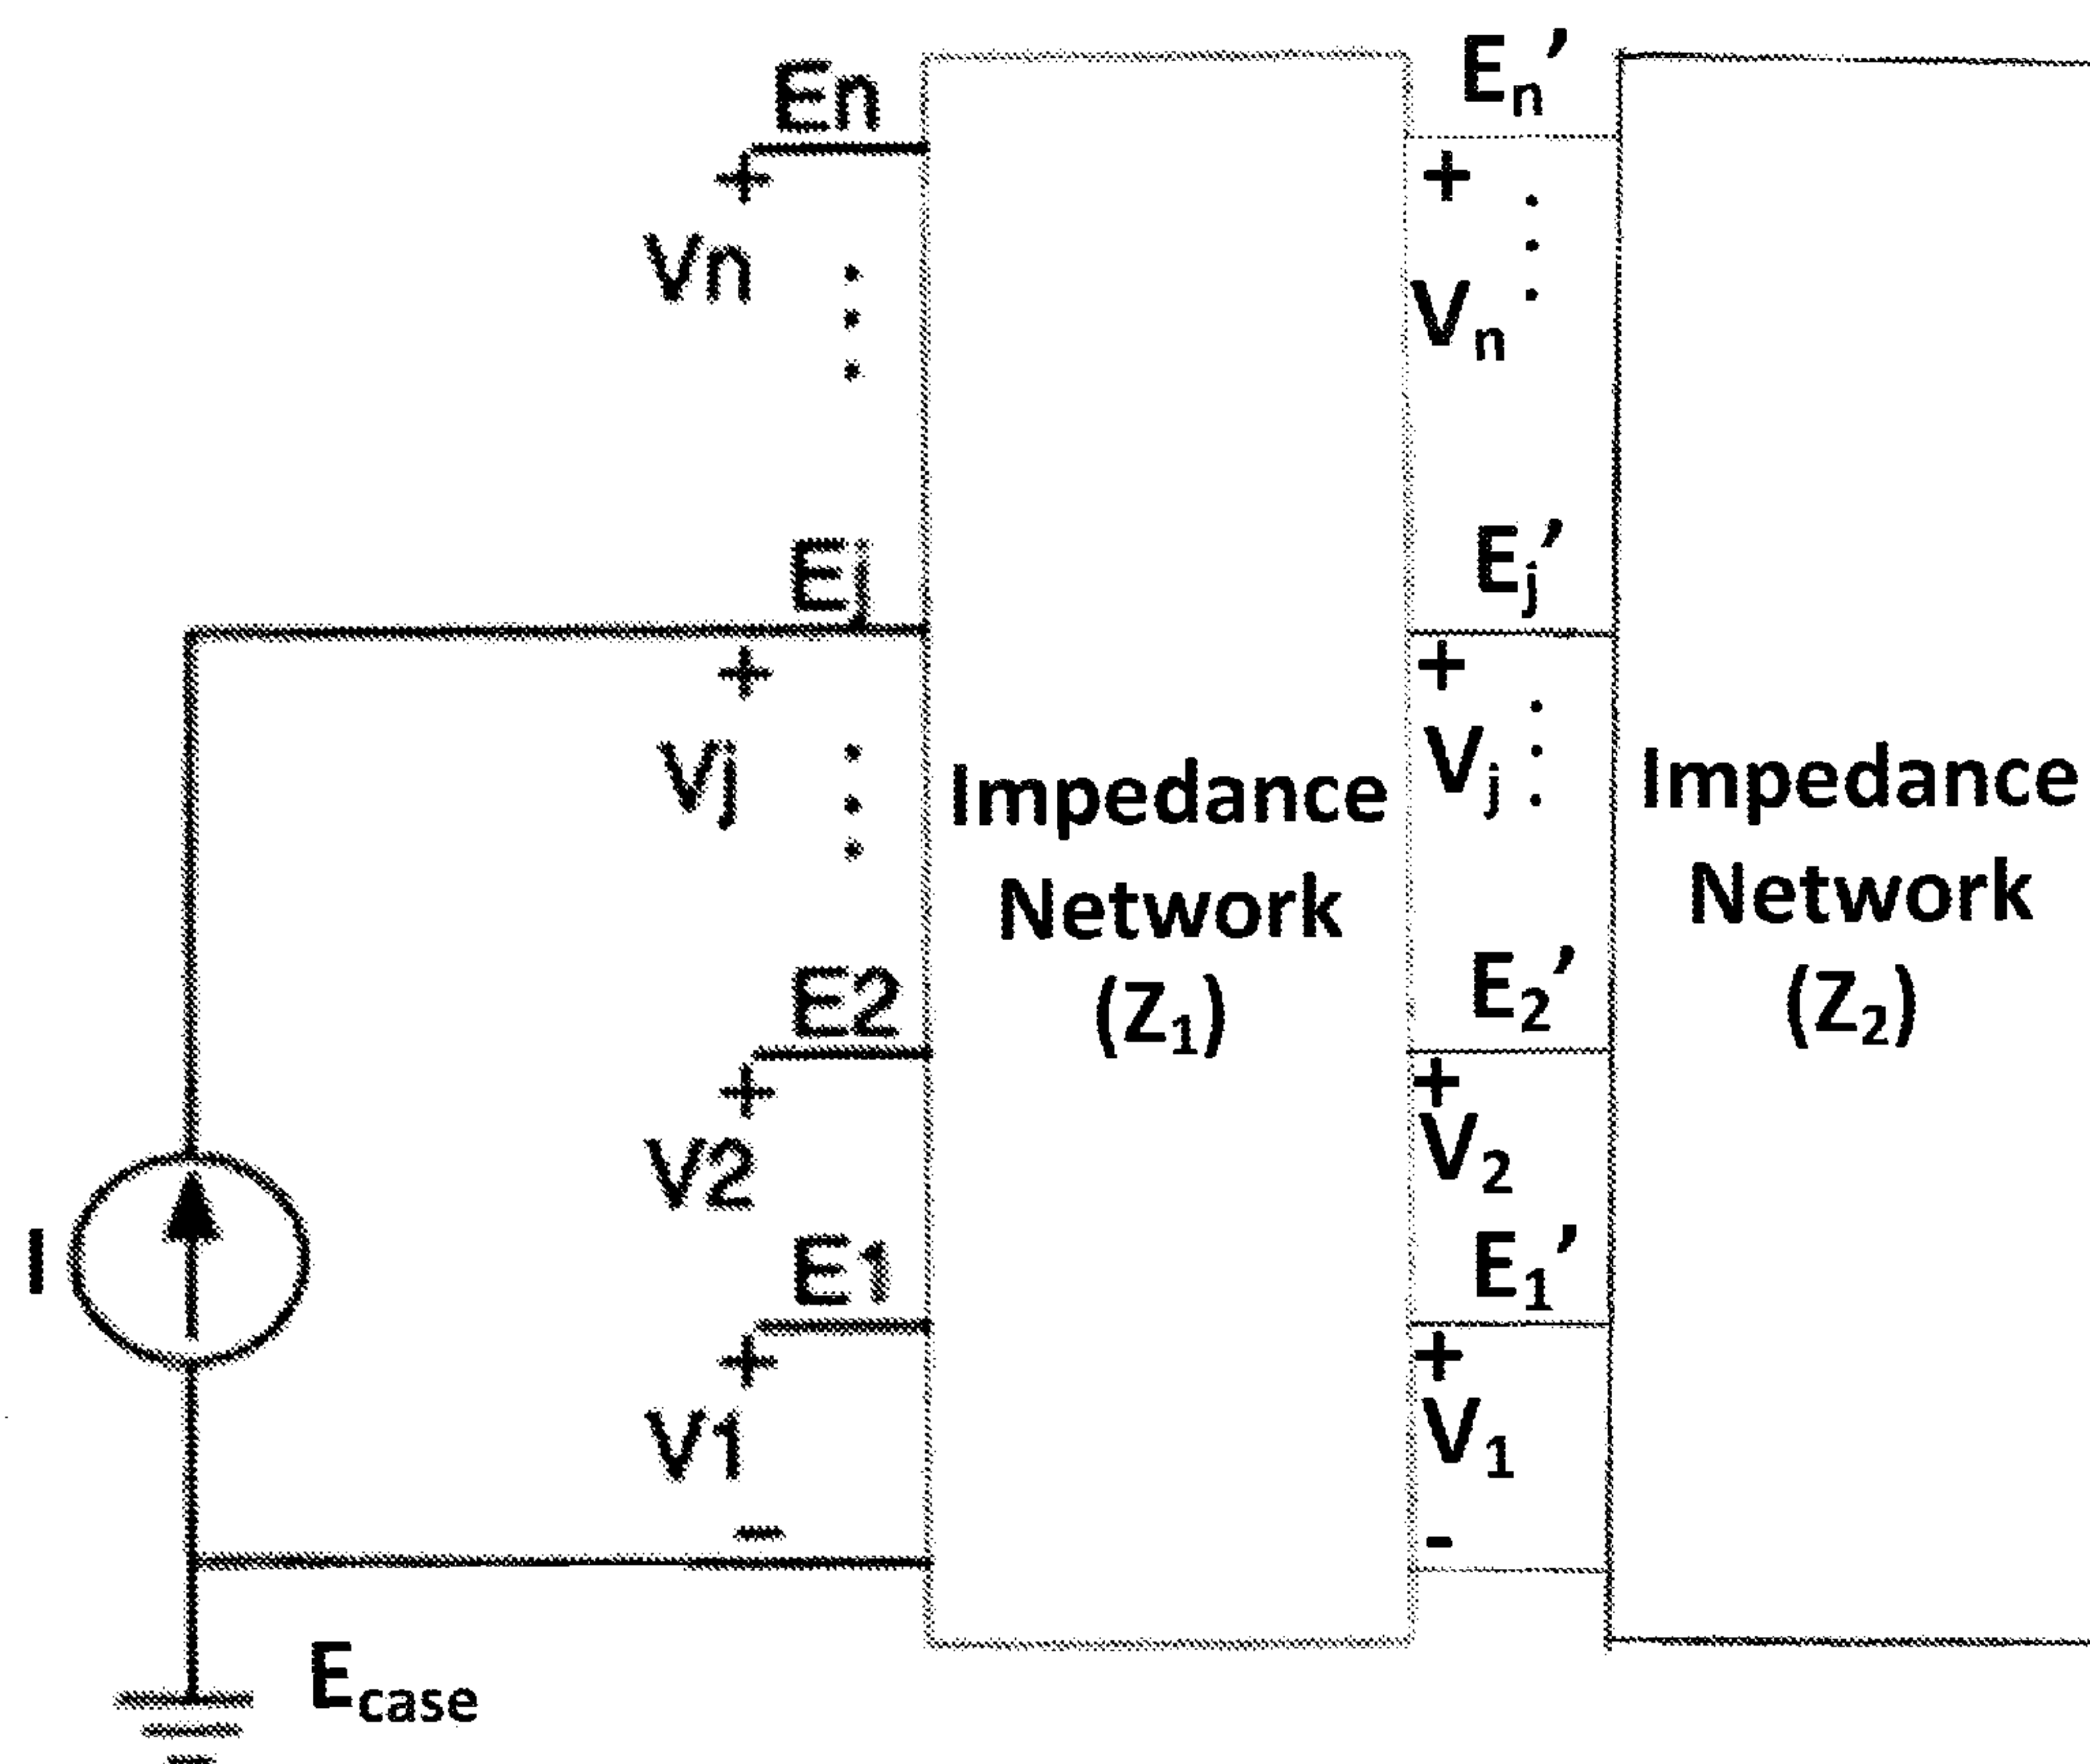 En
+
Vn
Ej
+
Vj
E2
+
V2
E1
+
V1
-
I
E_case
Impedance
Network
(Z₁)
Eₙ’
+
Vₙ
Eⱼ’
+
Vⱼ
E₂’
+
V₂
E₁’
+
V₁
-
Impedance
Network
(Z₂)